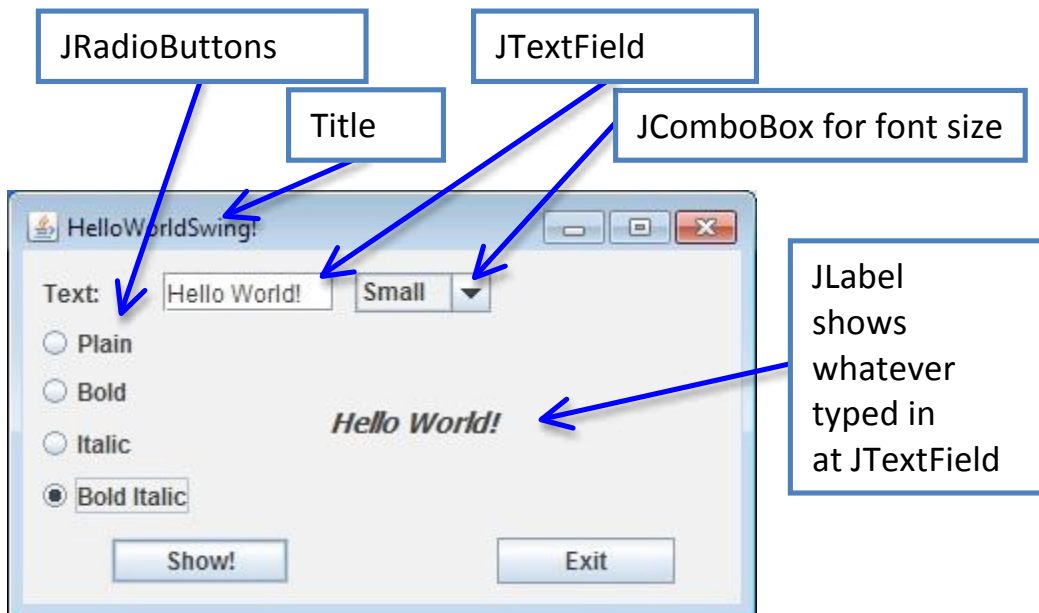 JRadioButtons
JTextField
Title
JComboBox for font size
HelloWorldSwing!
Text:
Hello World!
Small
Plain
Bold
Italic
Bold Italic
Hello World!
Show!
Exit
JLabel
shows
whatever
typed in
at JTextField